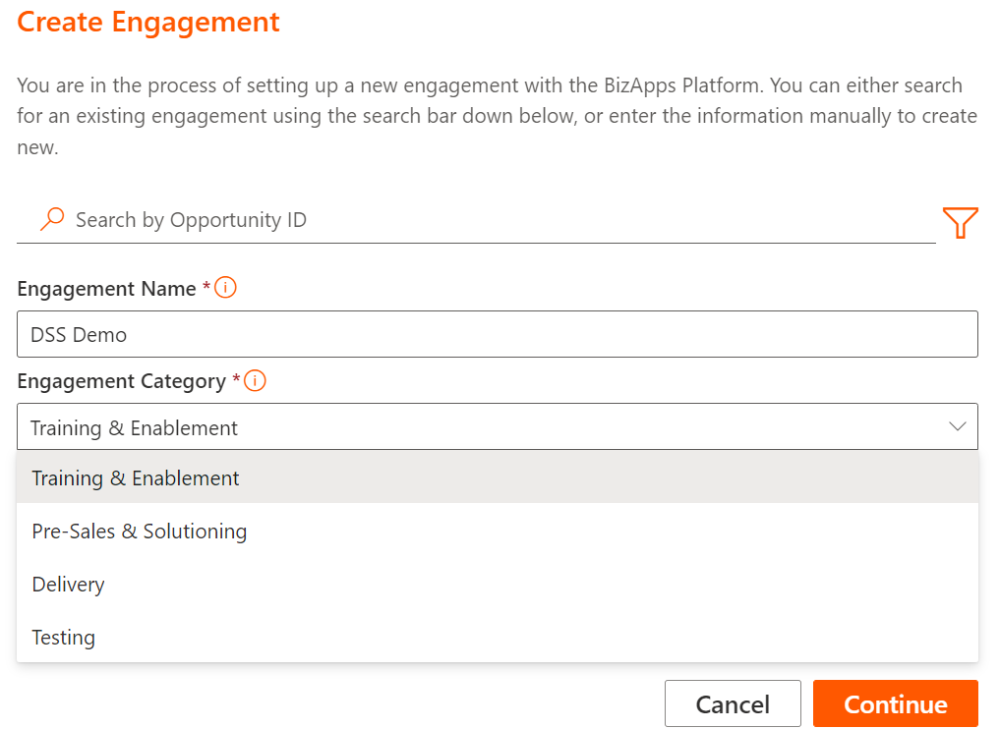 Create Engagement
You are in the process of setting up a new engagement with the BizApps Platform. You can either search
for an existing engagement using the search bar down below, or enter the information manually to create
new.
Search by Opportunity ID
Engagement Name *
DSS Demo
Engagement Category *
Training & Enablement
Training & Enablement
Pre-Sales & Solutioning
Delivery
Testing
Cancel Continue